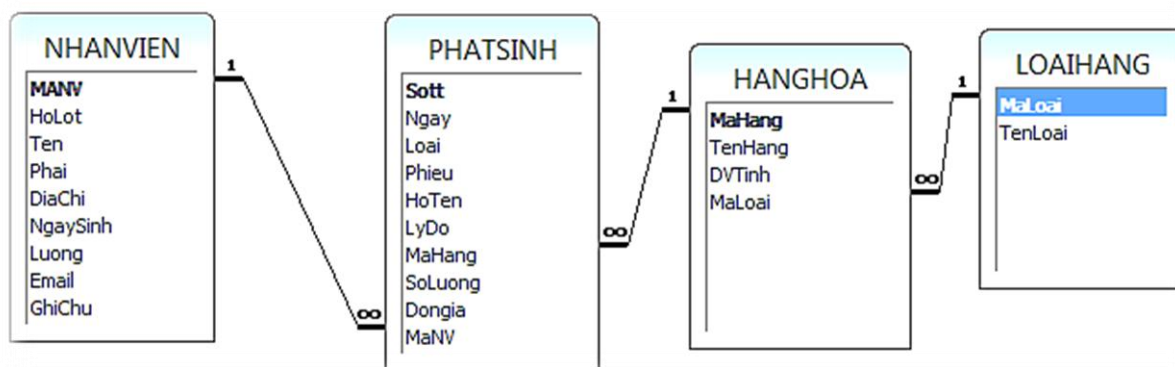 NHANVIEN
MANV
HoLot
Ten
Phai
DiaChi
NgaySinh
Luong
Email
GhiChu
1
∞
PHATSINH
Sott
Ngay
Loai
Phieu
HoTen
LyDo
MaHang
SoLuong
Dongia
MaNV
1
∞
HANGHOA
MaHang
TenHang
DVTinh
MaLoai
1
∞
LOAIHANG
MaLoai
TenLoai